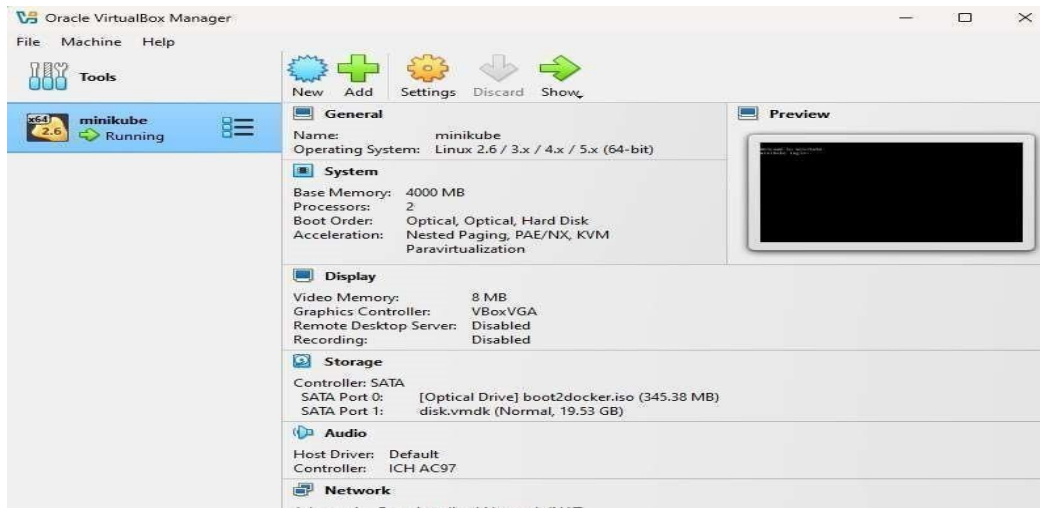 Oracle VirtualBox Manager
File Machine Help
Tools
New Add Settings Discard Show
x64 2.6 minikube
Running
General
Name: minikube
Operating System: Linux 2.6 / 3.x / 4.x / 5.x (64-bit)
Preview
System
Base Memory: 4000 MB
Processors: 2
Boot Order: Optical, Optical, Hard Disk
Acceleration: Nested Paging, PAE/NX, KVM
Paravirtualization
Display
Video Memory: 8 MB
Graphics Controller: VBoxVGA
Remote Desktop Server: Disabled
Recording: Disabled
Storage
Controller: SATA
SATA Port 0: [Optical Drive] boot2docker.iso (345.38 MB)
SATA Port 1: disk.vmdk (Normal, 19.53 GB)
Audio
Host Driver: Default
Controller: ICH AC97
Network